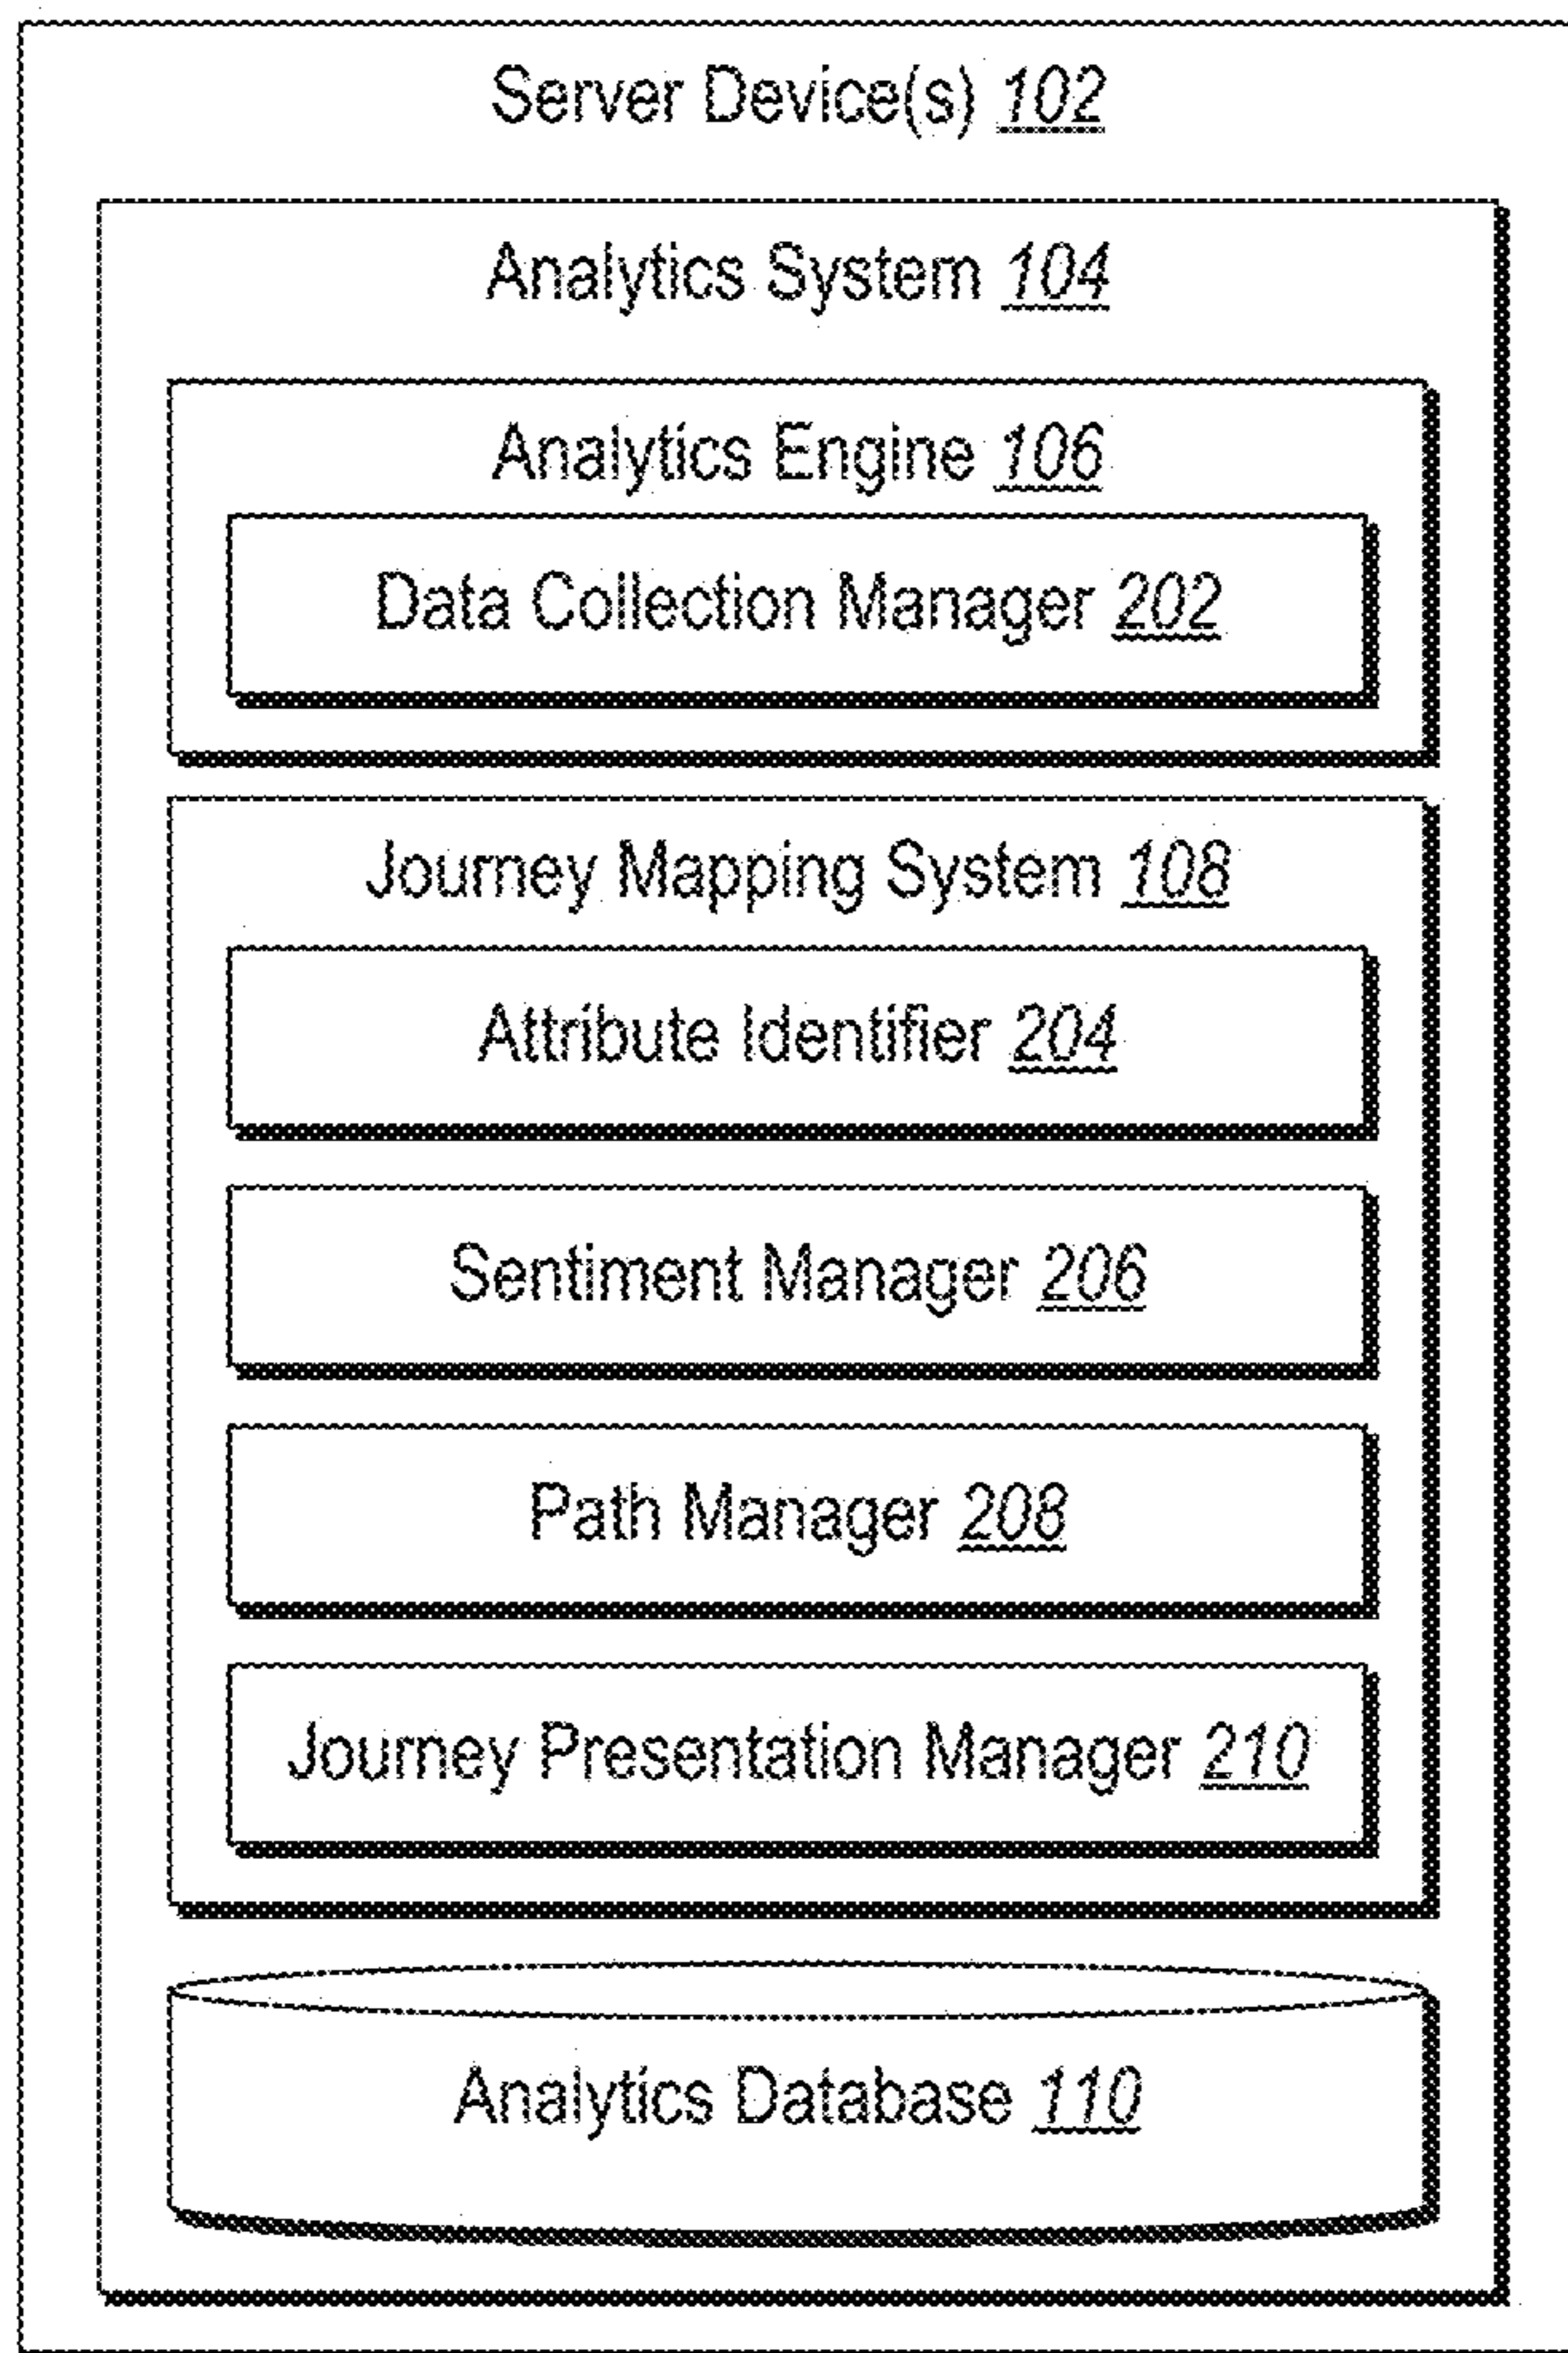 Server Device(s) 102
Analytics System 104
Analytics Engine 106
Data Collection Manager 202
Journey Mapping System 108
Attribute Identifier 204
Sentiment Manager 206
Path Manager 208
Journey Presentation Manager 210
Analytics Database 110